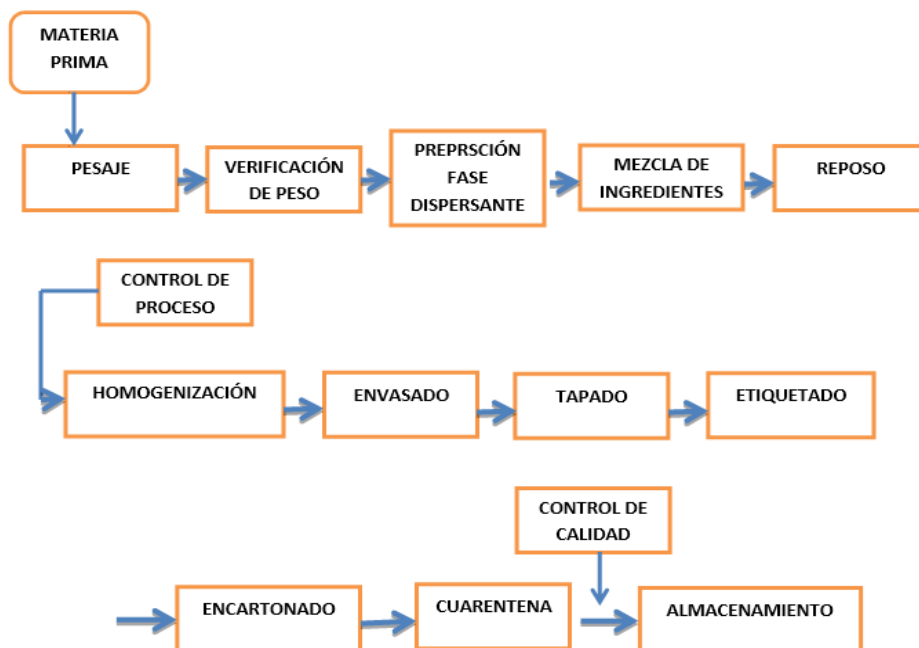 MATERIA
PRIMA
PESAJE
VERIFICACIÓN
DE PESO
PREPRSCIÓN
FASE
DISPERSANTE
MEZCLA DE
INGREDIENTES
REPOSO
CONTROL DE
PROCESO
HOMOGENIZACIÓN
ENVASADO
TAPADO
ETIQUETADO
CONTROL DE
CALIDAD
ENCARTONADO
CUARENTENA
ALMACENAMIENTO